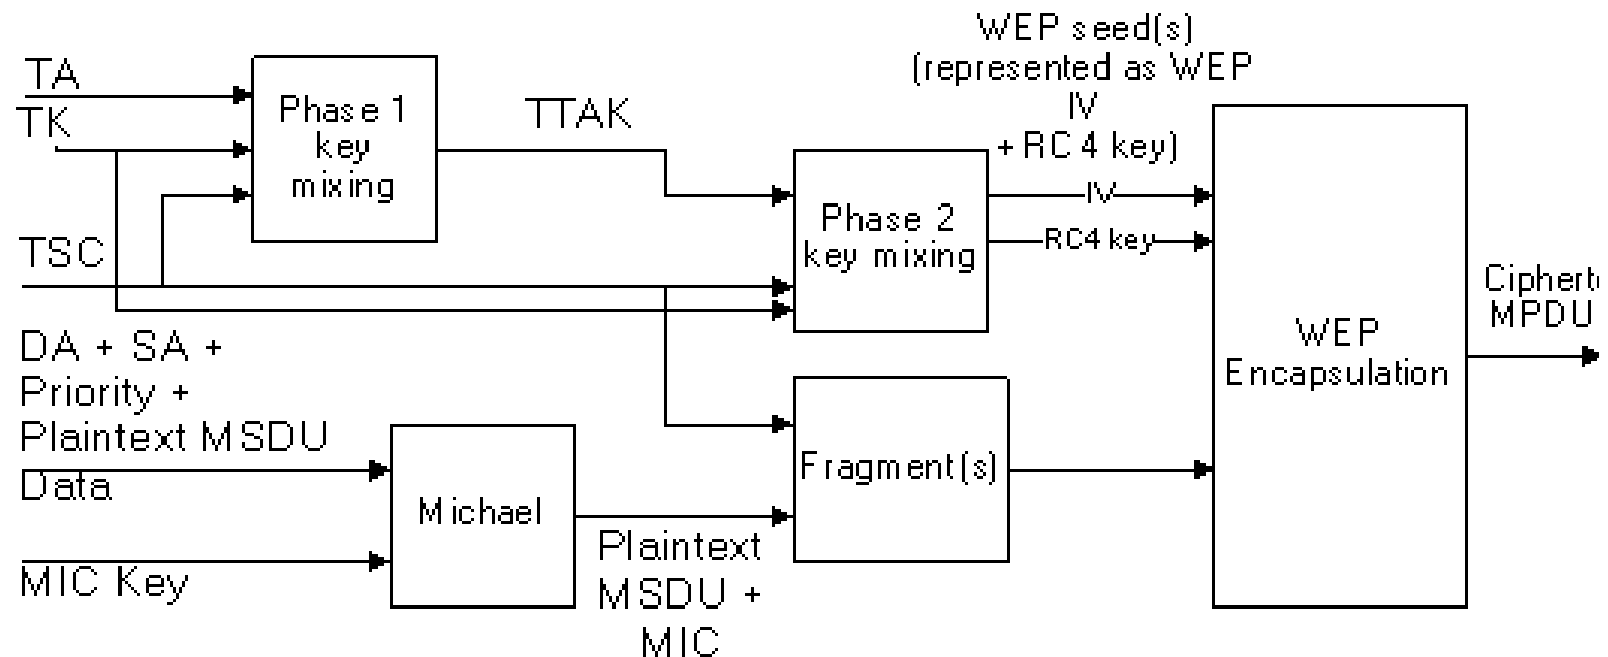 WEP seed(s)
(represented as WEP
IV
+ RC4 key)
TA
TK
Phase 1
key
mixing
TTAK
TSC
Phase 2
key mixing
IV
RC4 key
DA + SA +
Priority +
Plaintext MSDU
Data
MIC Key
Michael
Plaintext
MSDU +
MIC
Fragment(s)
WEP
Encapsulation
MPDU